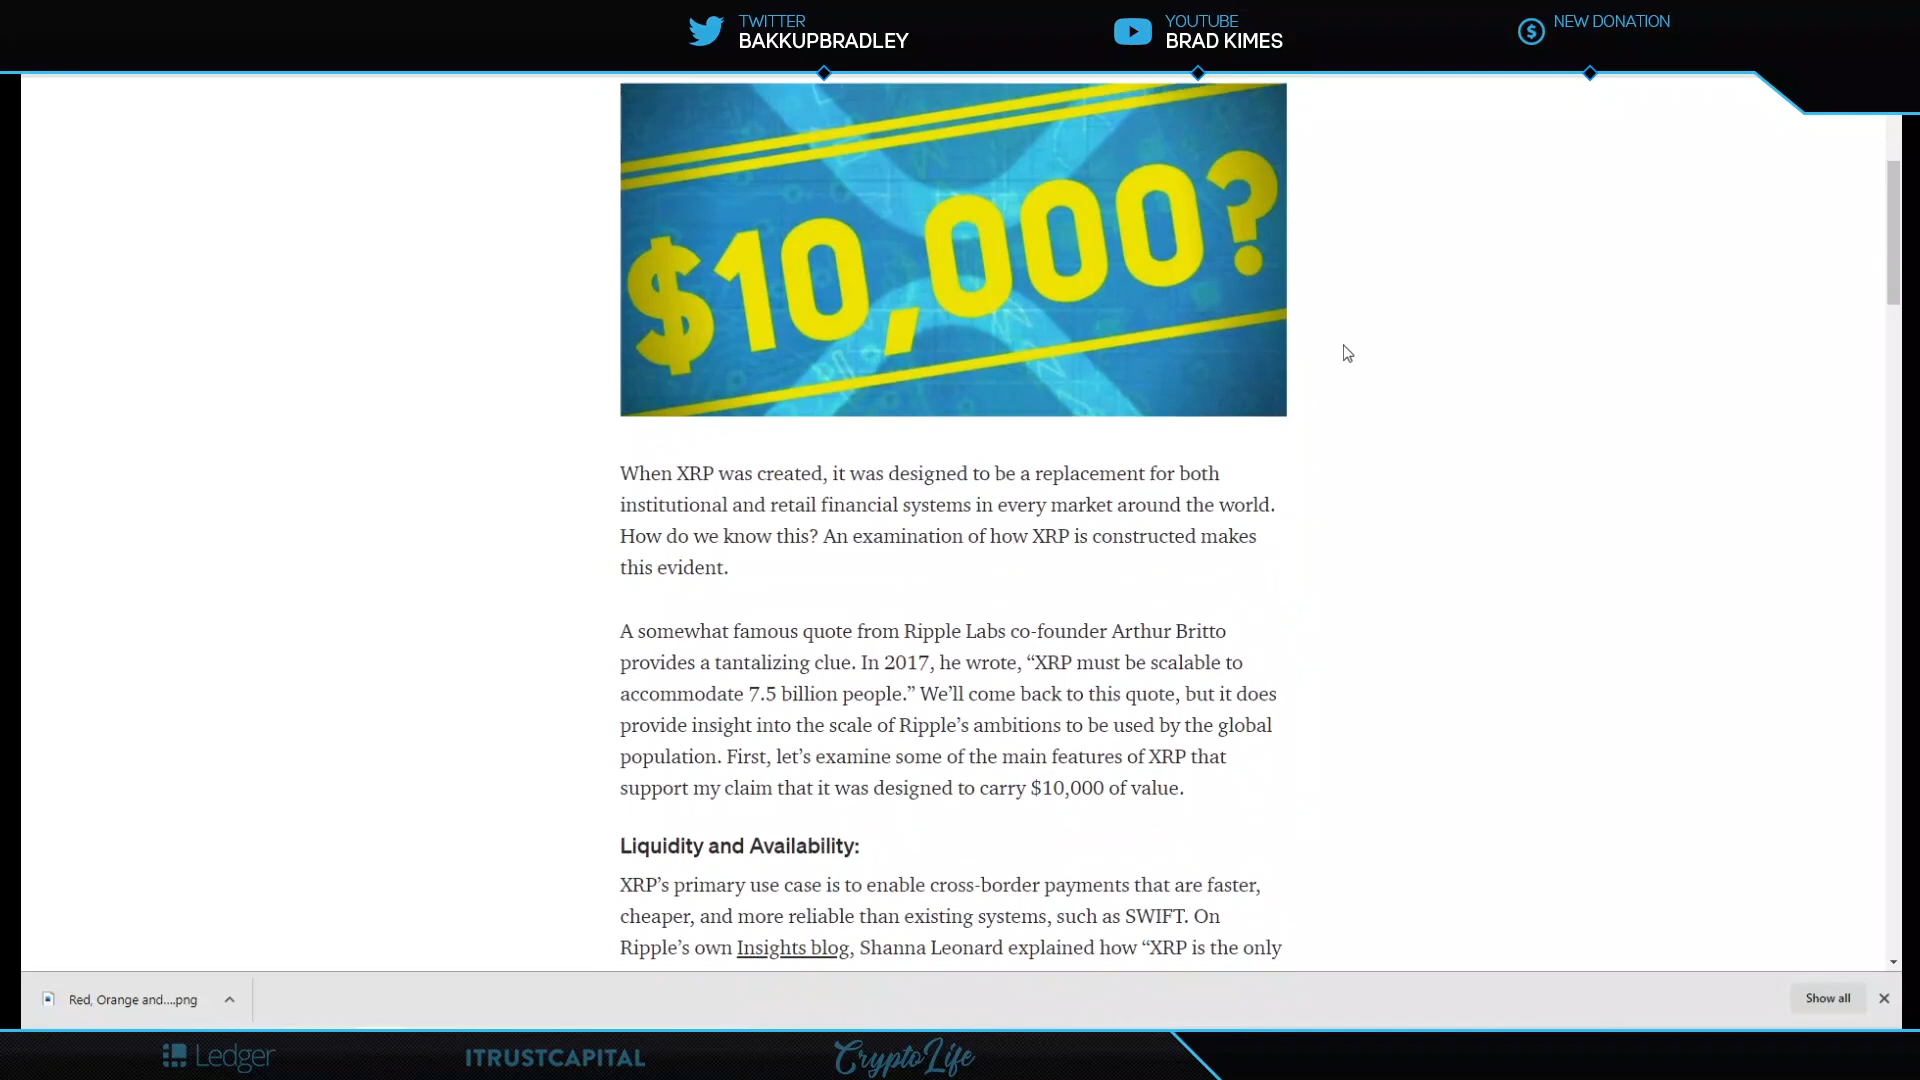 TWITTER
BAKKUPBRADLEY
YOUTUBE
BRAD KIMES
NEW DONATION
$10,000?
When XRP was created, it was designed to be a replacement for both
institutional and retail financial systems in every market around the world.
How do we know this? An examination of how XRP is constructed makes
this evident.
A somewhat famous quote from Ripple Labs co-founder Arthur Britto
provides a tantalizing clue. In 2017, he wrote, “XRP must be scalable to
accommodate 7.5 billion people.” We’ll come back to this quote, but it does
provide insight into the scale of Ripple’s ambitions to be used by the global
population. First, let’s examine some of the main features of XRP that
support my claim that it was designed to carry $10,000 of value.
Liquidity and Availability:
XRP’s primary use case is to enable cross-border payments that are faster,
cheaper, and more reliable than existing systems, such as SWIFT. On
Ripple’s own Insights blog, Shanna Leonard explained how “XRP is the only
Red, Orange and....png
Show all
Ledger
ITRUSTCAPITAL
CryptoLife